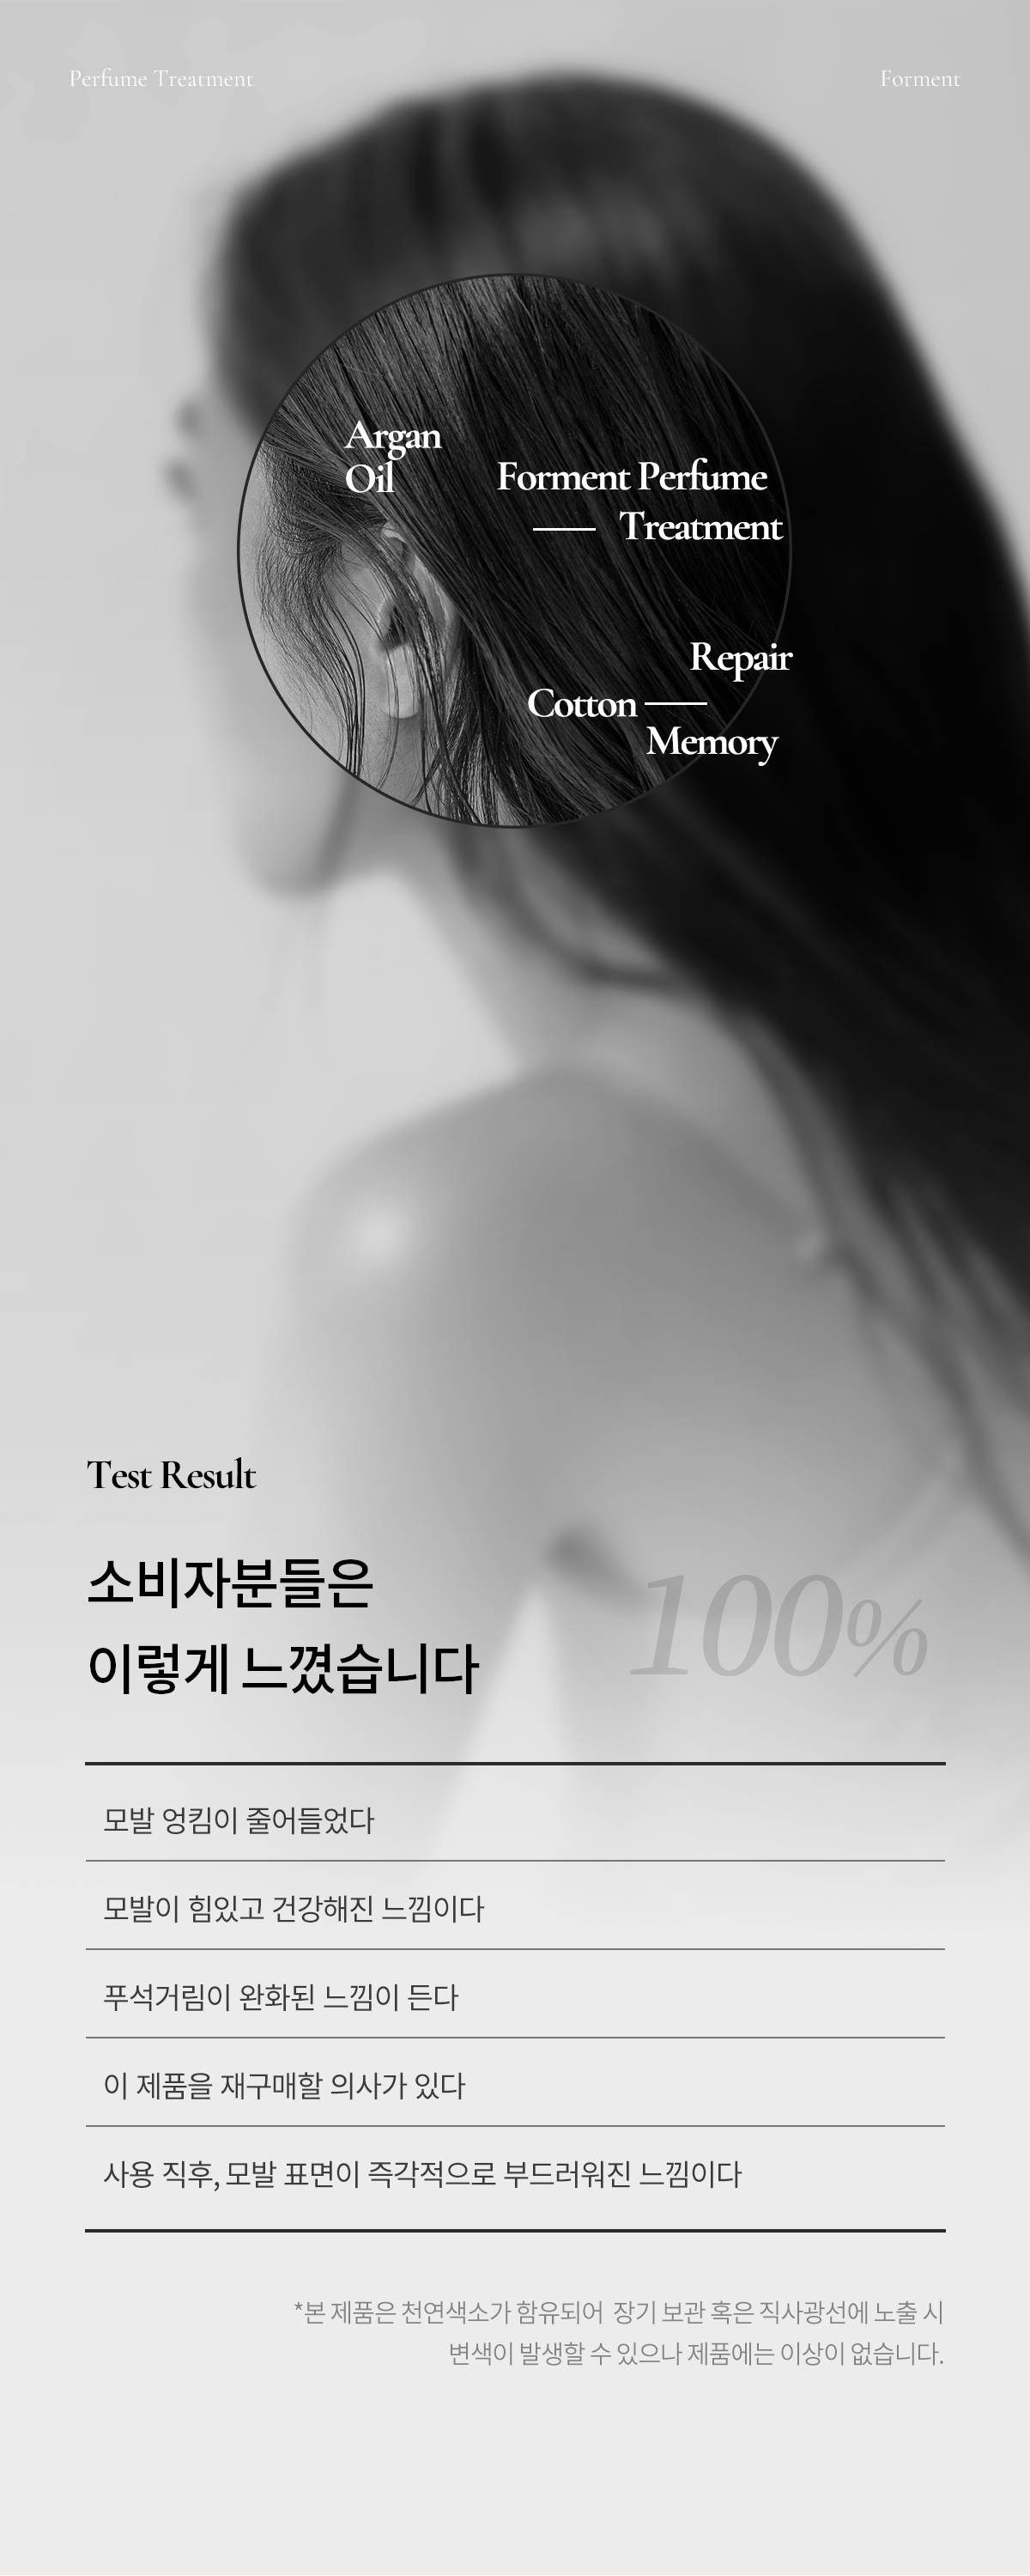 Perfume Treatment
Forment
Argan
Oil
Forment Perfume
Treatment
Repair
Cotton
Memory
Test Result
소비자분들은
이렇게 느꼈습니다
100%
모발 엉킴이 줄어들었다
모발이 힘있고 건강해진 느낌이다
푸석거림이 완화된 느낌이 든다
이 제품을 재구매할 의사가 있다
사용 직후, 모발 표면이 즉각적으로 부드러워진 느낌이다
*본 제품은 천연색소가 함유되어 장기 보관 혹은 직사광선에 노출 시
변색이 발생할 수 있으나 제품에는 이상이 없습니다.